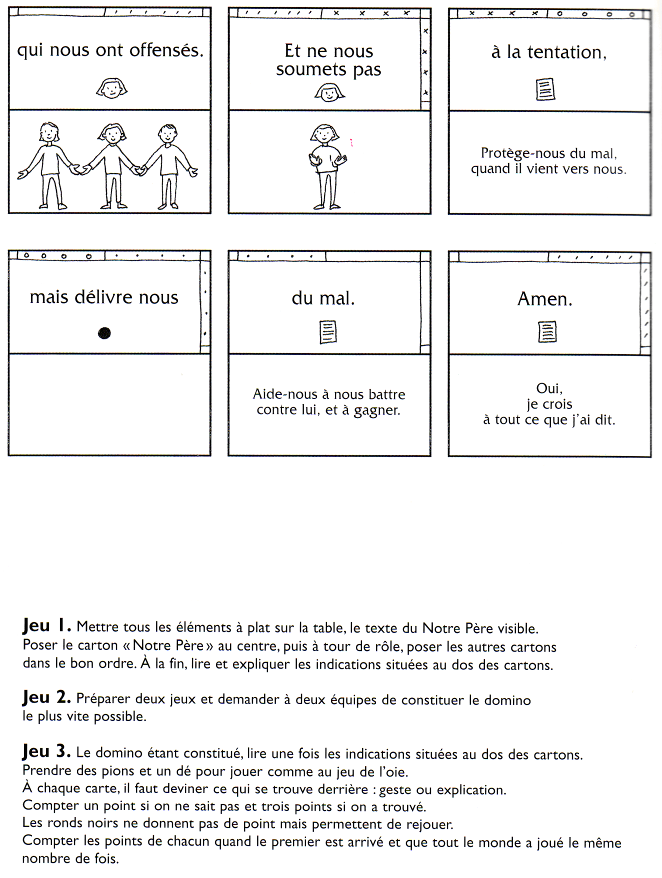 qui nous ont offensés.
Et ne nous
soumets pas
à la tentation,
Protège-nous du mal,
quand il vient vers nous.
mais délivre nous
du mal.
Aide-nous à nous battre
contre lui, et à gagner.
Amen.
Oui,
je crois
à tout ce que j'ai dit.
Jeu 1. Mettre tous les éléments à plat sur la table, le texte du Notre Père visible.
Poser le carton « Notre Père » au centre, puis à tour de rôle, poser les autres cartons
dans le bon ordre. À la fin, lire et expliquer les indications situées au dos des cartons.
Jeu 2. Préparer deux jeux et demander à deux équipes de constituer le domino
le plus vite possible.
Jeu 3. Le domino étant constitué, lire une fois les indications situées au dos des cartons.
Prendre des pions et un dé pour jouer comme au jeu de l'oie.
À chaque carte, il faut deviner ce qui se trouve derrière : geste ou explication.
Compter un point si on ne sait pas et trois points si on a trouvé.
Les ronds noirs ne donnent pas de point mais permettent de rejouer.
Compter les points de chacun quand le premier est arrivé et que tout le monde a joué le même
nombre de fois.